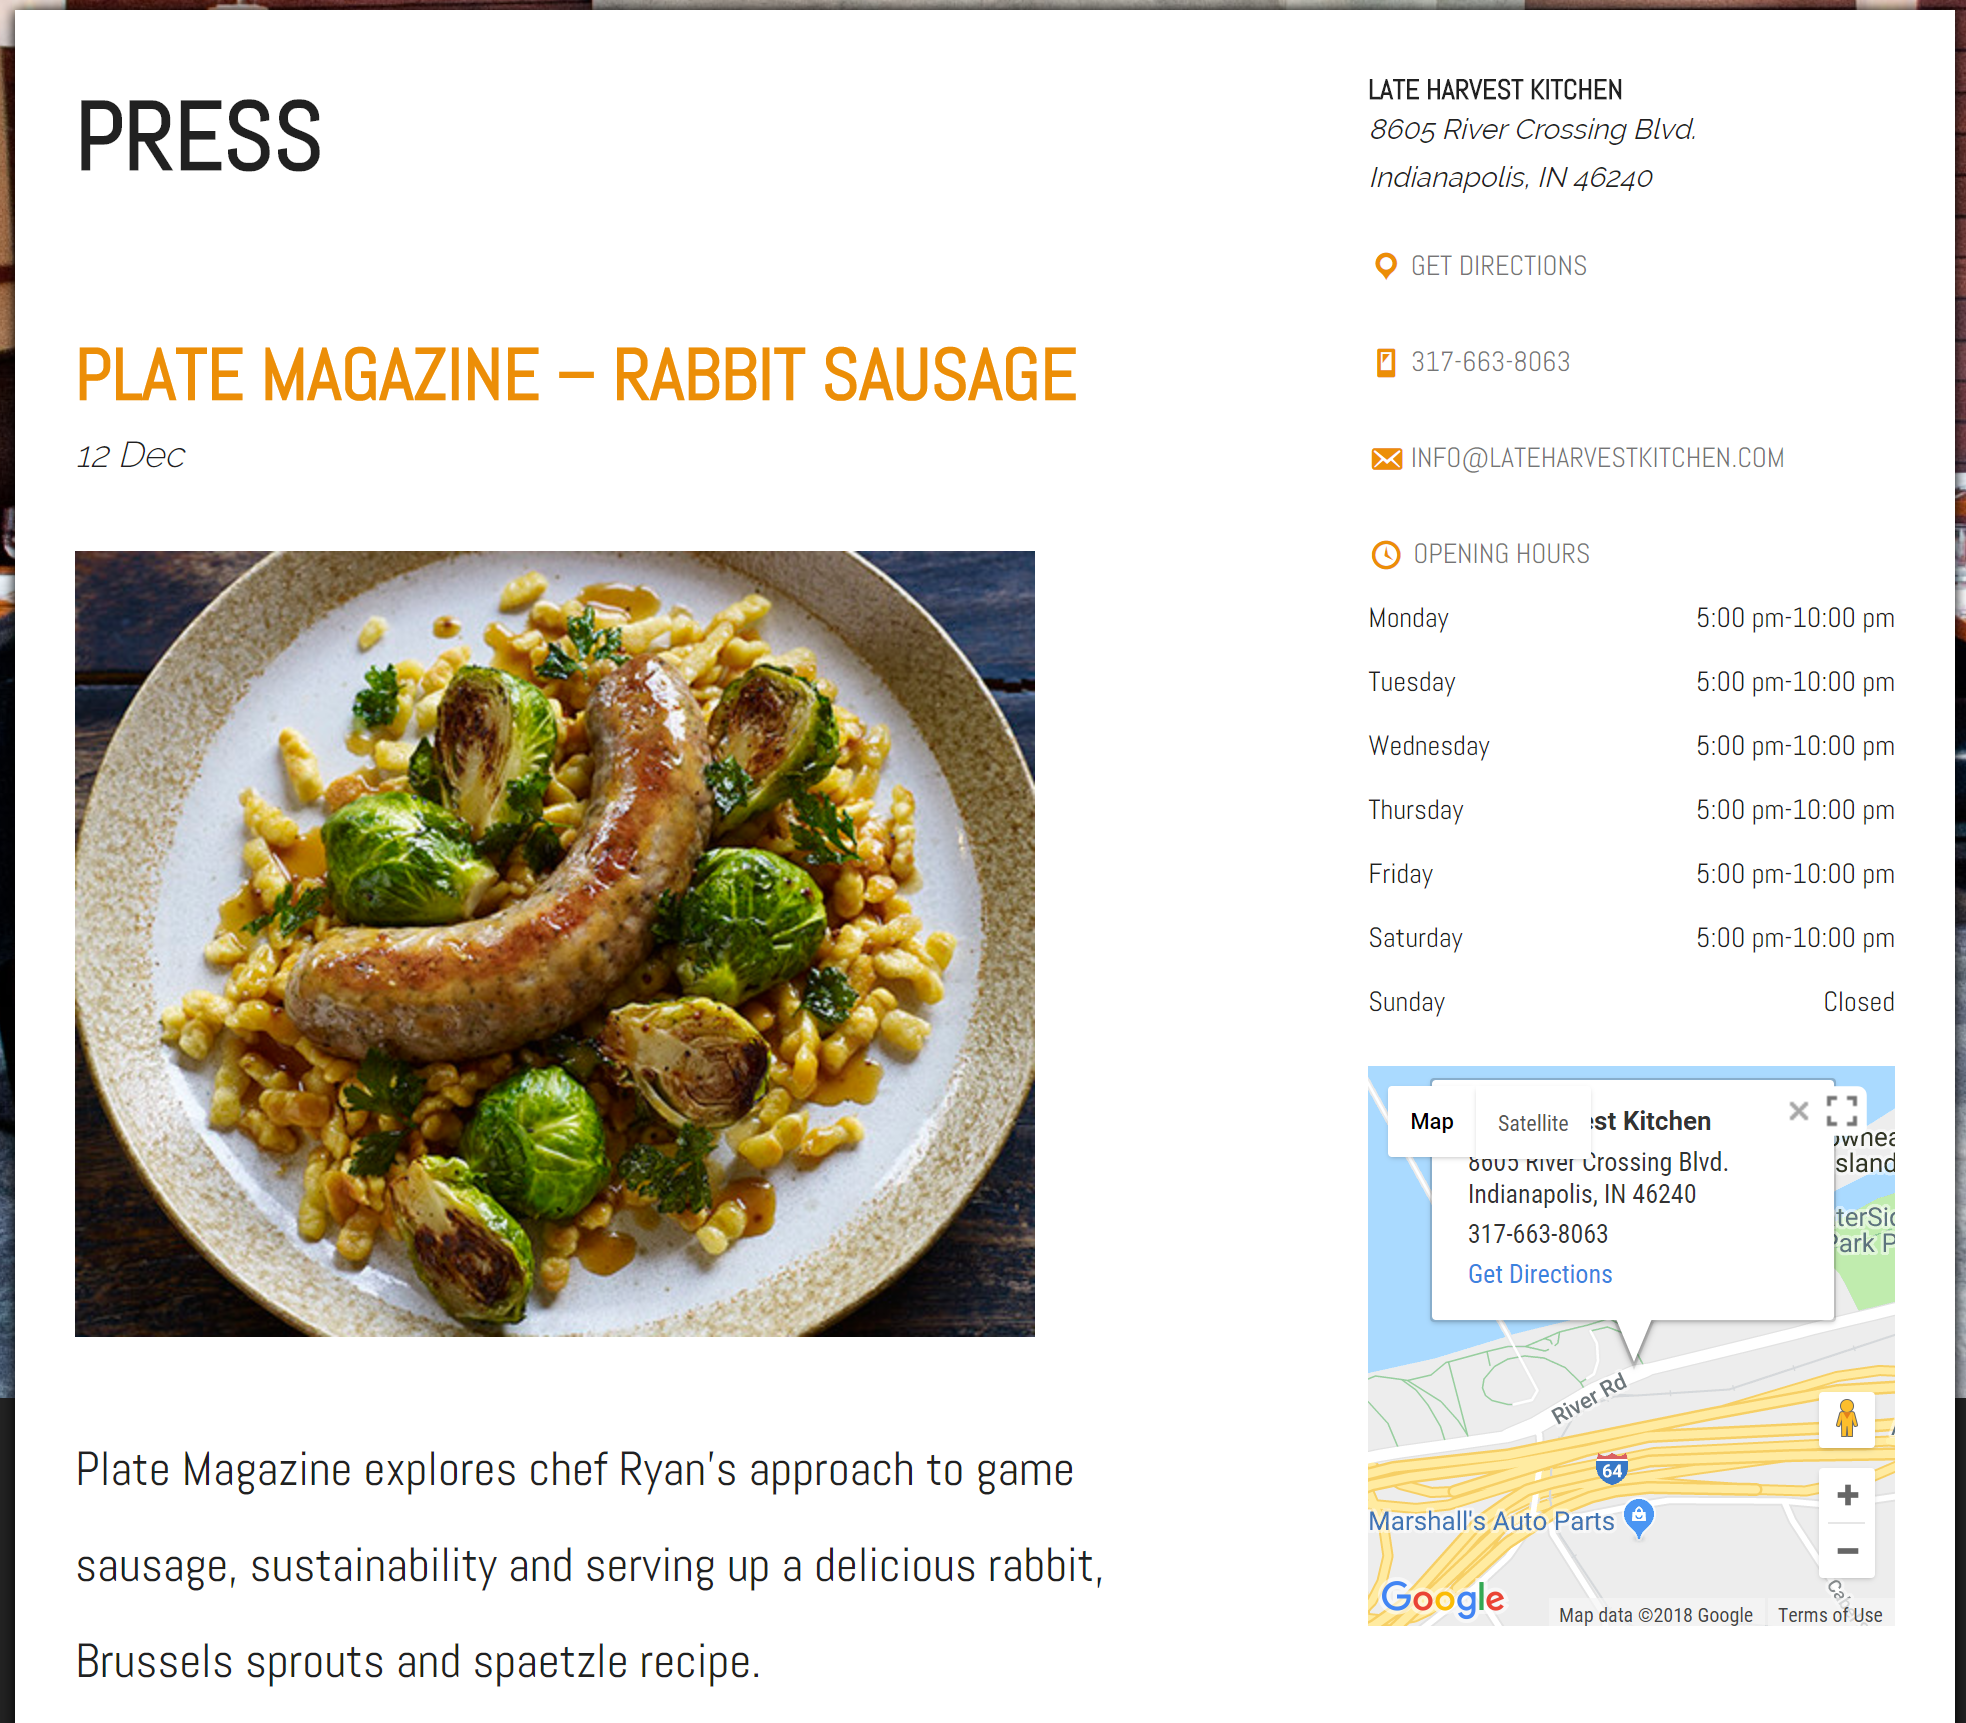 PRESS
PLATE MAGAZINE – RABBIT SAUSAGE
12 Dec
Plate Magazine explores chef Ryan's approach to game
sausage, sustainability and serving up a delicious rabbit,
Brussels sprouts and spaetzle recipe.
LATE HARVEST KITCHEN
8605 River Crossing Blvd.
Indianapolis, IN 46240
GET DIRECTIONS
317-663-8063
INFO@LATEHARVESTKITCHEN.COM
OPENING HOURS
Monday 5:00 pm-10:00 pm
Tuesday 5:00 pm-10:00 pm
Wednesday 5:00 pm-10:00 pm
Thursday 5:00 pm-10:00 pm
Friday 5:00 pm-10:00 pm
Saturday 5:00 pm-10:00 pm
Sunday Closed
Map Satellite est Kitchen
8605 River Crossing Blvd.
Indianapolis, IN 46240
317-663-8063
Get Directions
sland
Park P
River Rd
64
Marshall's Auto Parts
Google
Map data ©2018 Google Terms of Use